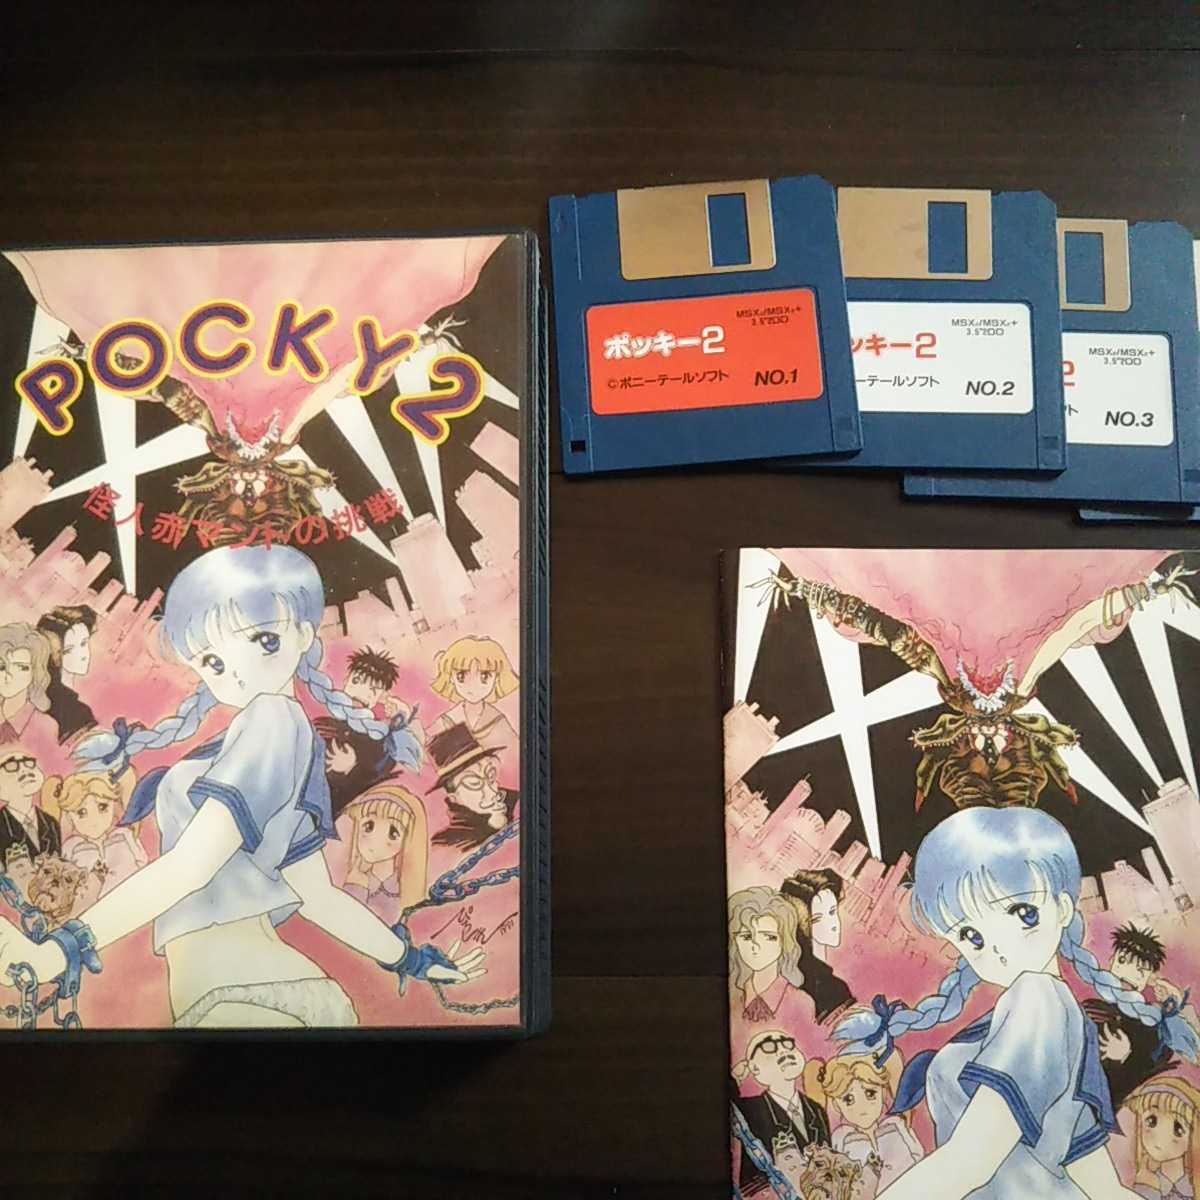 POCKY2
怪人赤マントの挑戦
MSX2/MSX2+
3.5"2DD
ポッキー2
©ポニーテールソフト
NO.1
MSX2/MSX2+
3.5"2DD
ッキー2
ーテールソフト
NO.2
MSX2/MSX2+
3.5"2DD
2
フト
NO.3